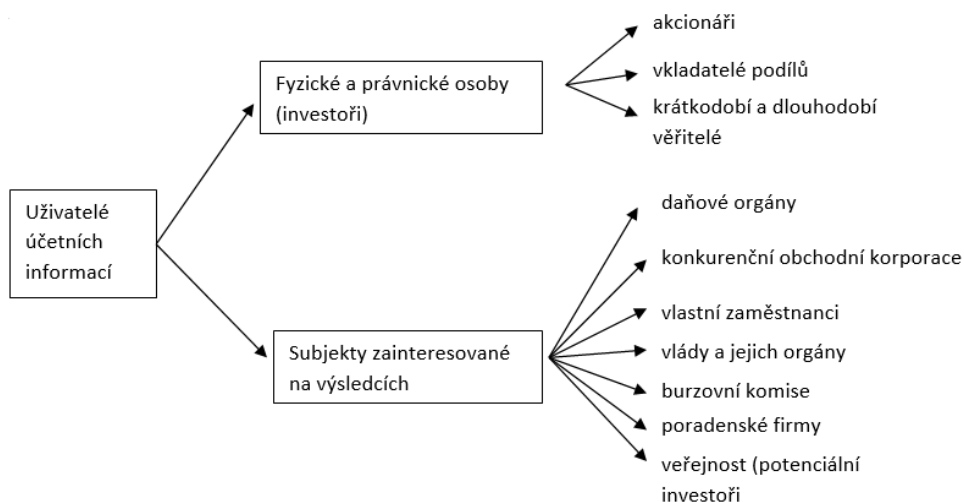 Uživatelé
účetních
informací
Fyzické a právnické osoby
(investoři)
akcionáři
vkladatelé podílů
krátkodobí a dlouhodobí
věřitelé
Subjekty zainteresované
na výsledcích
daňové orgány
konkurenční obchodní korporace
vlastní zaměstnanci
vlády a jejich orgány
burzovní komise
poradenské firmy
veřejnost (potenciální
investoři